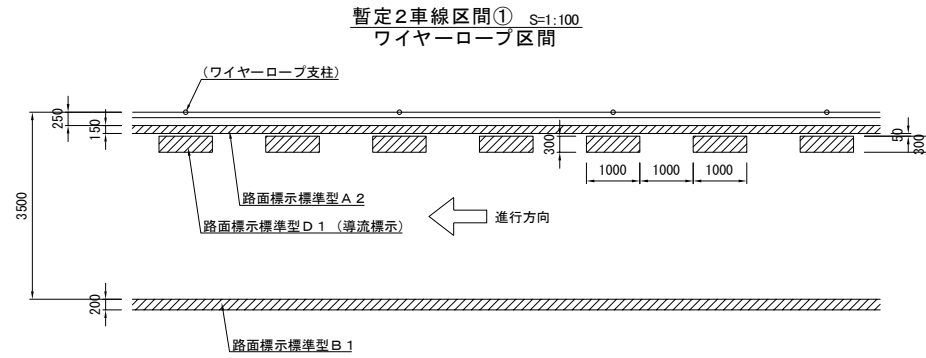 暫定2車線区間① S=1:100
ワイヤーロープ区間
(ワイヤーロープ支柱)
250
150
300
50
300
1000 1000 1000
3500
路面標示標準型A2
路面標示標準型D1 (導流標示)
進行方向
200
路面標示標準型B1